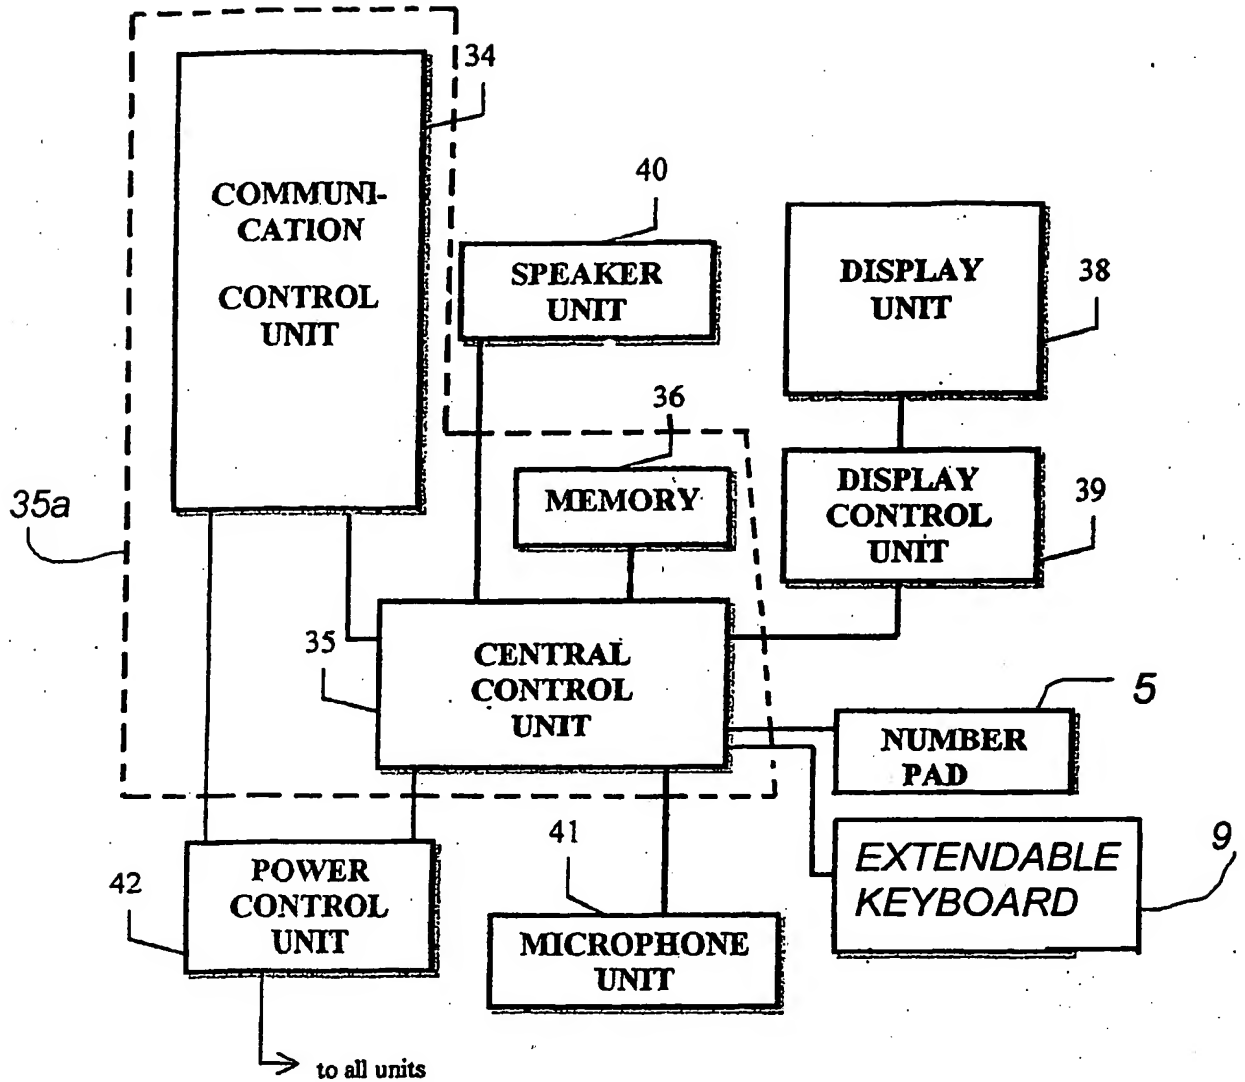 34
COMMUNI-
CATION
CONTROL
UNIT
40
SPEAKER
UNIT
DISPLAY
UNIT
38
36
MEMORY
DISPLAY
CONTROL
UNIT
39
35a
35
CENTRAL
CONTROL
UNIT
5
NUMBER
PAD
41
9
EXTENDABLE
KEYBOARD
42
POWER
CONTROL
UNIT
MICROPHONE
UNIT
to all units